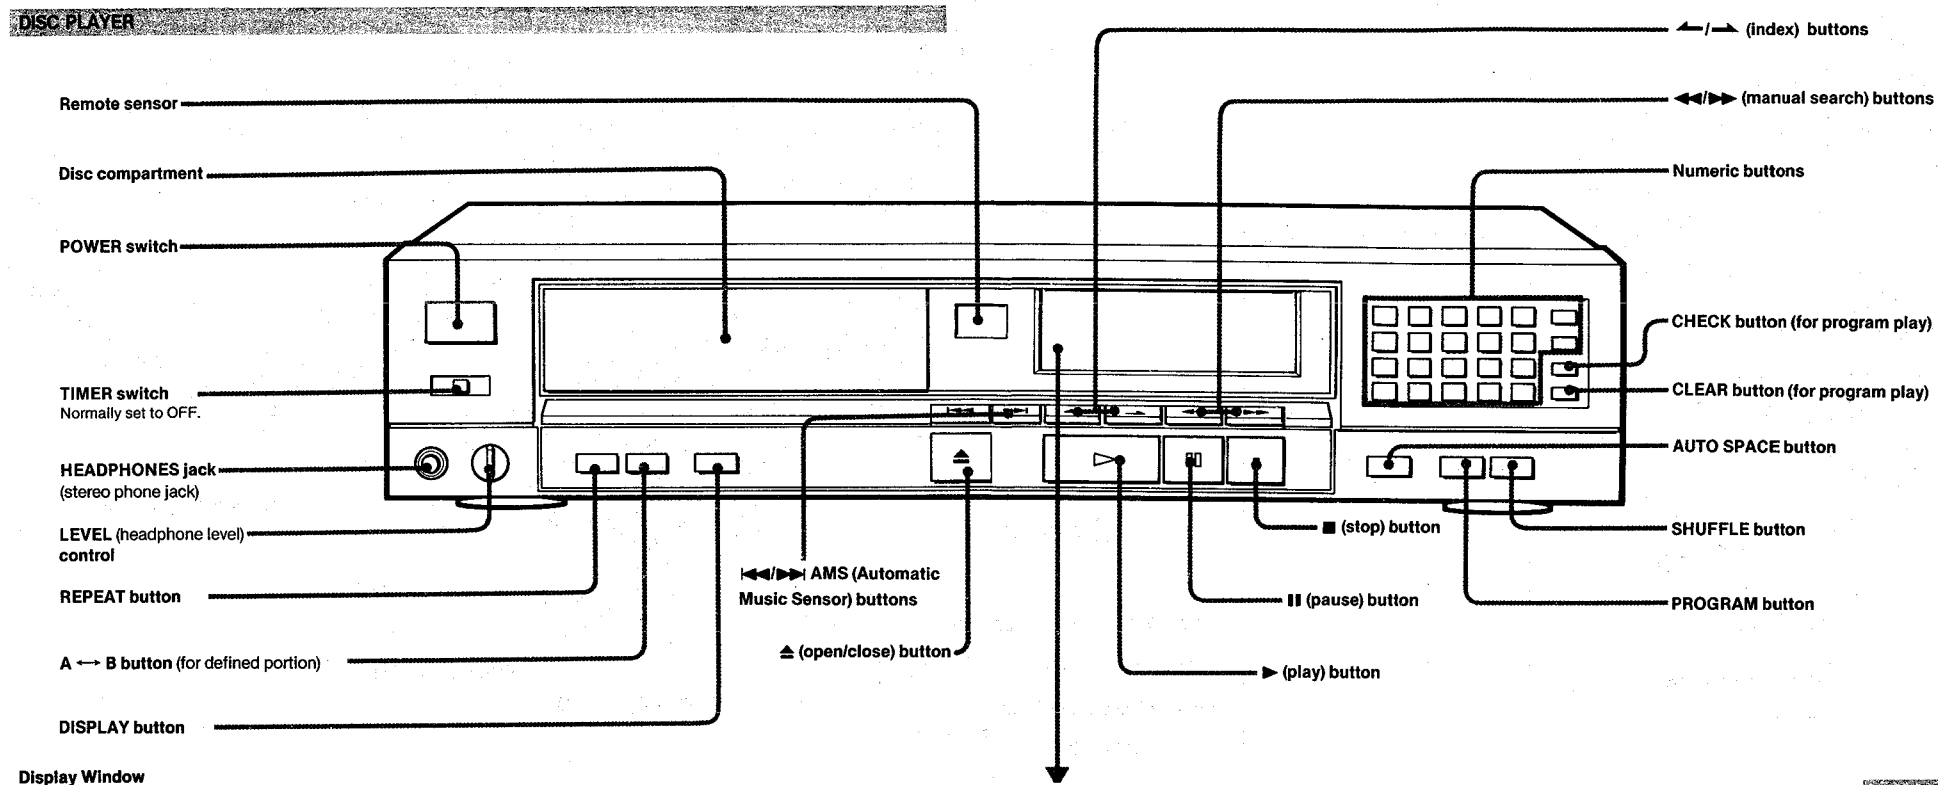 DISC PLAYER
Remote sensor
Disc compartment
POWER switch
TIMER switch
Normally set to OFF.
HEADPHONES jack
(stereo phone jack)
LEVEL (headphone level)
control
REPEAT button
A ←→ B button (for defined portion)
DISPLAY button
⏮/⏭ AMS (Automatic
Music Sensor) buttons
⏏ (open/close) button
■ (stop) button
⏸ (pause) button
▶ (play) button
↼/⇀ (index) buttons
◀◀/▶▶ (manual search) buttons
Numeric buttons
CHECK button (for program play)
CLEAR button (for program play)
AUTO SPACE button
SHUFFLE button
PROGRAM button
Display Window